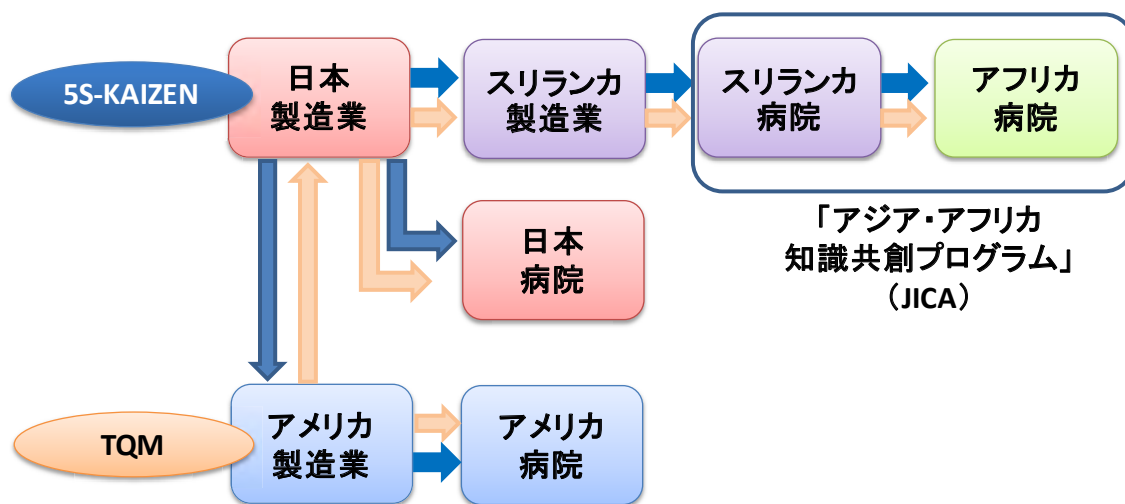 5S-KAIZEN
日本
製造業
スリランカ
製造業
スリランカ
病院
アフリカ
病院
日本
病院
「アジア・アフリカ
知識共創プログラム」
（JICA）
TQM
アメリカ
製造業
アメリカ
病院